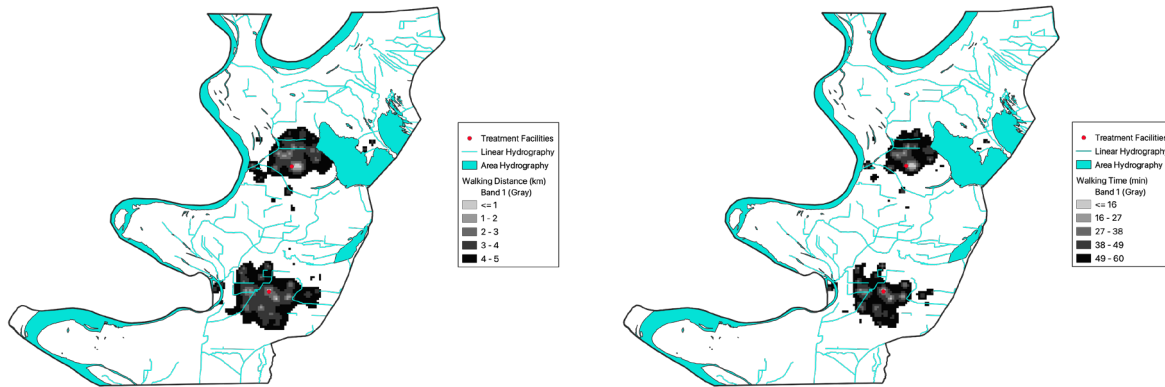 Treatment Facilities
Linear Hydrography
Area Hydrography
Walking Distance (km)
Band 1 (Gray)
<= 1
1 - 2
2 - 3
3 - 4
4 - 5
Treatment Facilities
Linear Hydrography
Area Hydrography
Walking Time (min)
Band 1 (Gray)
<= 16
16 - 27
27 - 38
38 - 49
49 - 60